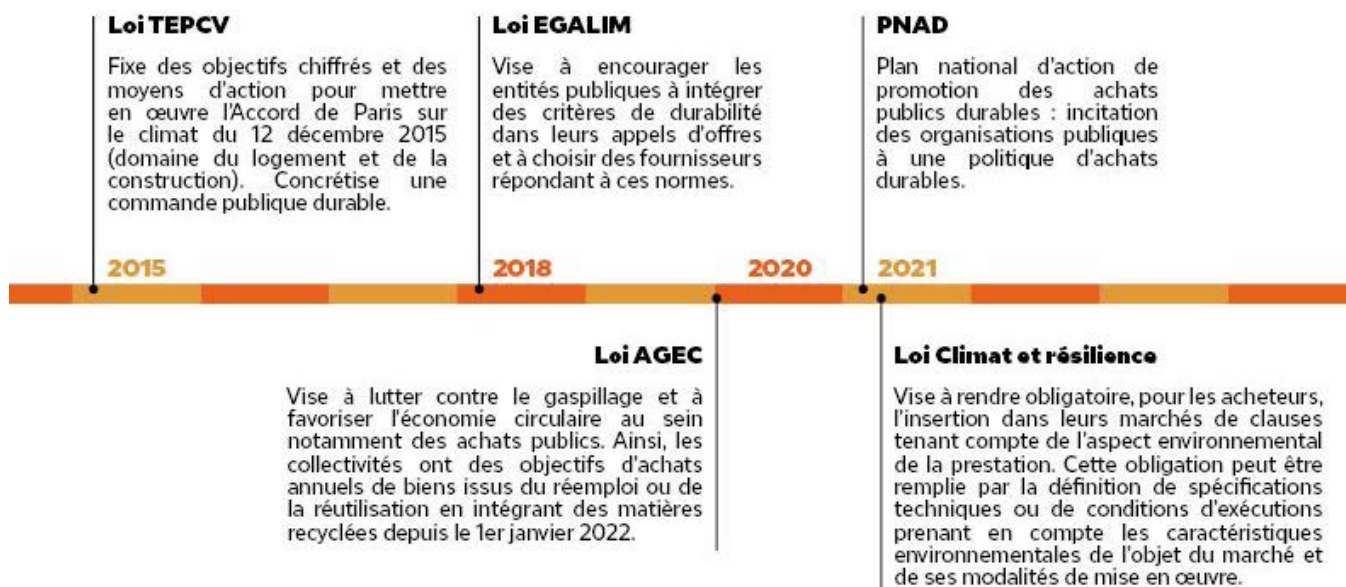 Loi TEPCV
Fixe des objectifs chiffrés et des
moyens d'action pour mettre
en œuvre l'Accord de Paris sur
le climat du 12 décembre 2015
(domaine du logement et de la
construction). Concrétise une
commande publique durable.
2015
Loi EGALIM
Vise à encourager les
entités publiques à intégrer
des critères de durabilité
dans leurs appels d'offres
et à choisir des fournisseurs
répondant à ces normes.
2018
2020
PNAD
Plan national d'action de
promotion des achats
publics durables : incitation
des organisations publiques
à une politique d'achats
durables.
2021
Loi AGEC
Vise à lutter contre le gaspillage et à
favoriser l'économie circulaire au sein
notamment des achats publics. Ainsi, les
collectivités ont des objectifs d'achats
annuels de biens issus du réemploi ou de
la réutilisation en intégrant des matières
recyclées depuis le 1er janvier 2022.
Loi Climat et résilience
Vise à rendre obligatoire, pour les acheteurs,
l'insertion dans leurs marchés de clauses
tenant compte de l'aspect environnemental
de la prestation. Cette obligation peut être
remplie par la définition de spécifications
techniques ou de conditions d'exécutions
prenant en compte les caractéristiques
environnementales de l'objet du marché et
de ses modalités de mise en œuvre.